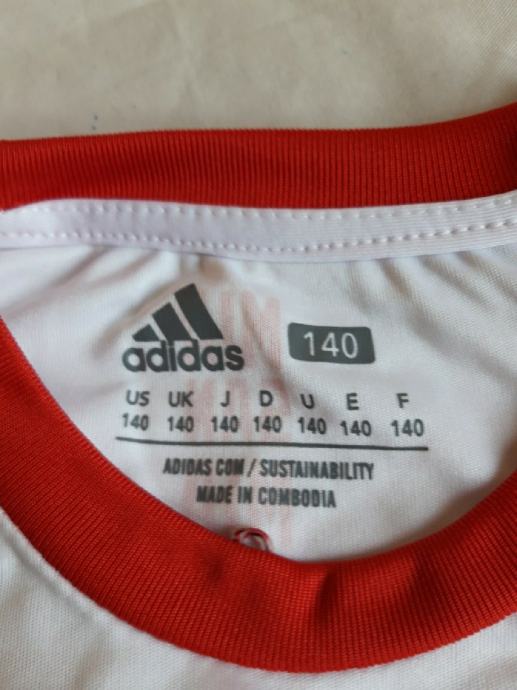 adidas
140
US UK J D U E F
140 140 140 140 140 140 140
ADIDAS COM / SUSTAINABILITY
MADE IN COMBODIA